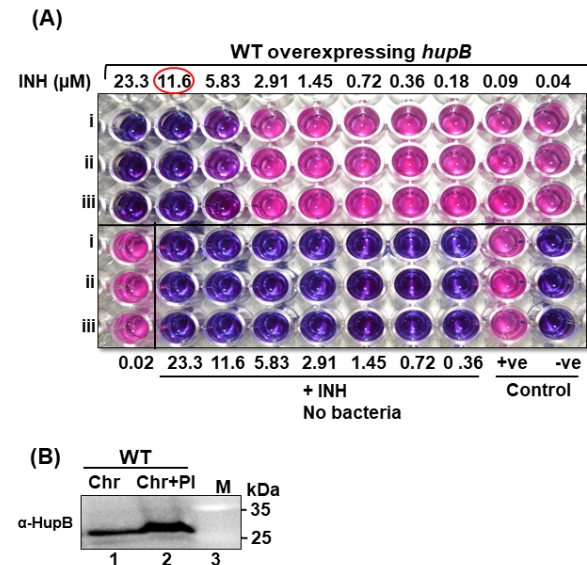 (A)
WT overexpressing hupB
INH (µM) 23.3 11.6 5.83 2.91 1.45 0.72 0.36 0.18 0.09 0.04
i
ii
iii
i
ii
iii
0.02 23.3 11.6 5.83 2.91 1.45 0.72 0 .36 +ve -ve
+ INH Control
No bacteria
(B)
WT
Chr Chr+PI M kDa
35
α-HupB
25
1 2 3